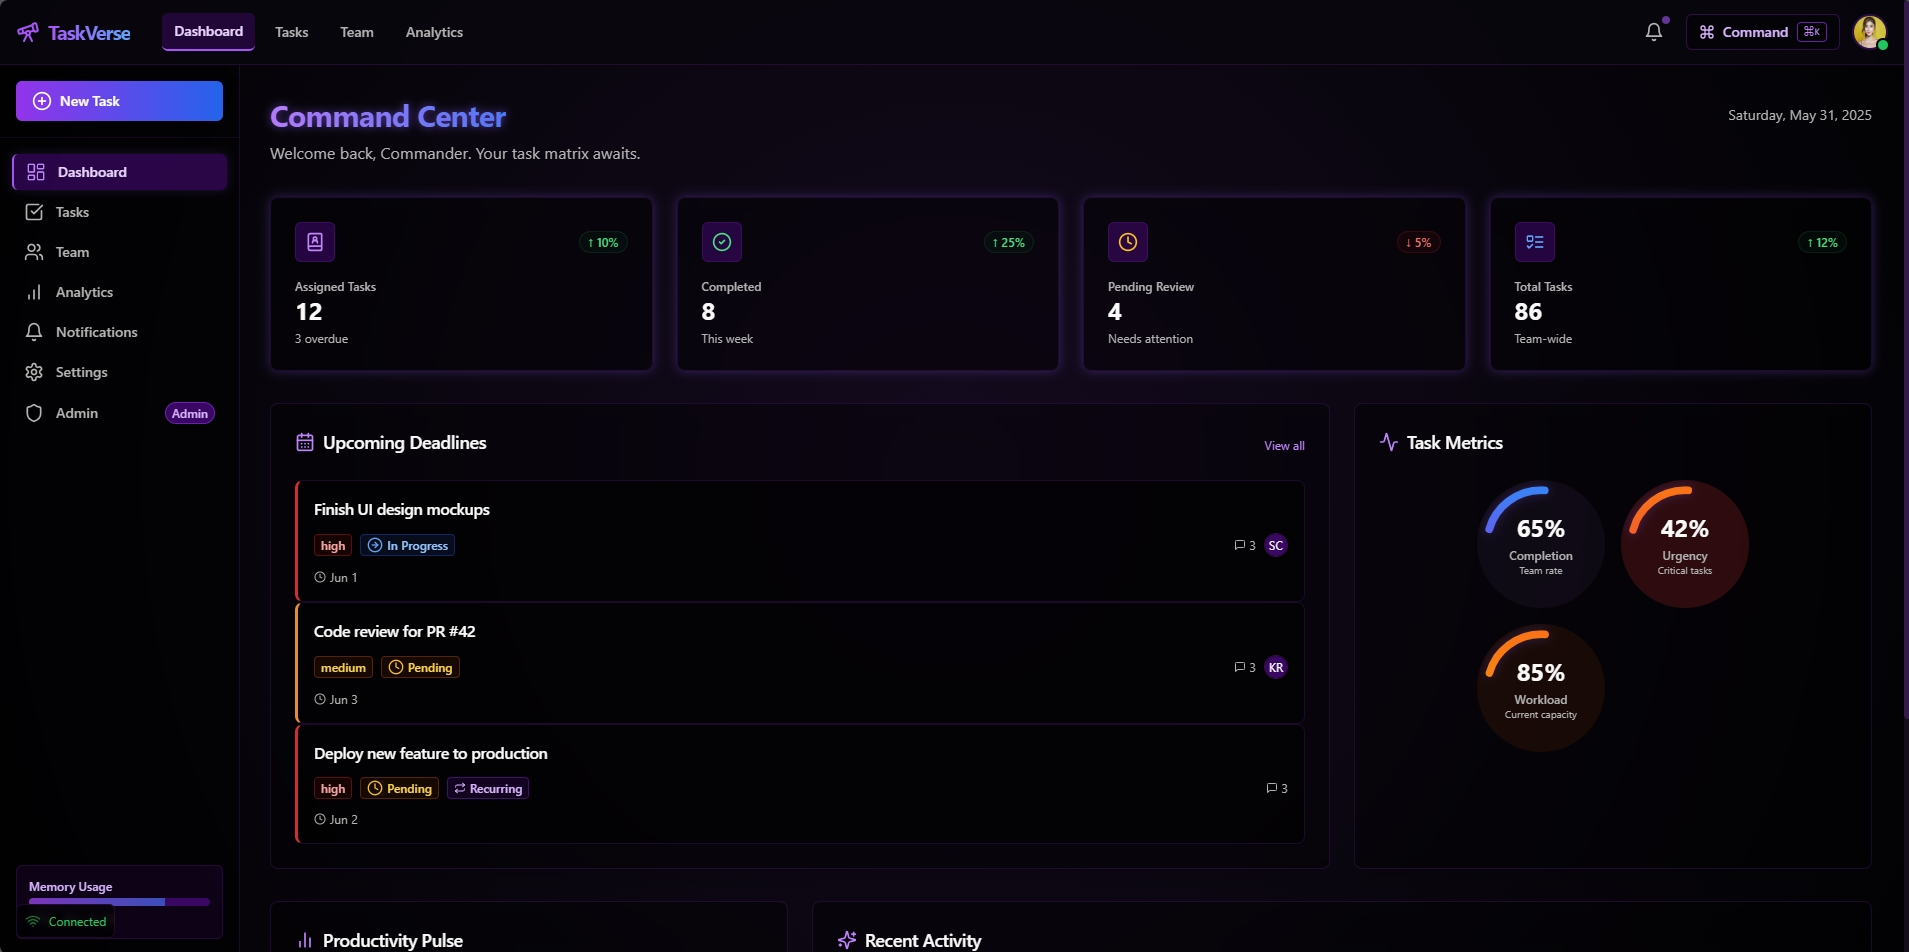 TaskVerse
Dashboard
Tasks
Team
Analytics
Command
⌘K
New Task
Dashboard
Tasks
Team
Analytics
Notifications
Settings
Admin
Admin
Memory Usage
Connected
Command Center
Saturday, May 31, 2025
Welcome back, Commander. Your task matrix awaits.
↑ 10%
Assigned Tasks
12
3 overdue
↑ 25%
Completed
8
This week
↓ 5%
Pending Review
4
Needs attention
↑ 12%
Total Tasks
86
Team-wide
Upcoming Deadlines
View all
Finish UI design mockups
high
In Progress
3
SC
Jun 1
Code review for PR #42
medium
Pending
3
KR
Jun 3
Deploy new feature to production
high
Pending
Recurring
3
Jun 2
Task Metrics
65%
Completion
Team rate
42%
Urgency
Critical tasks
85%
Workload
Current capacity
Productivity Pulse
Recent Activity